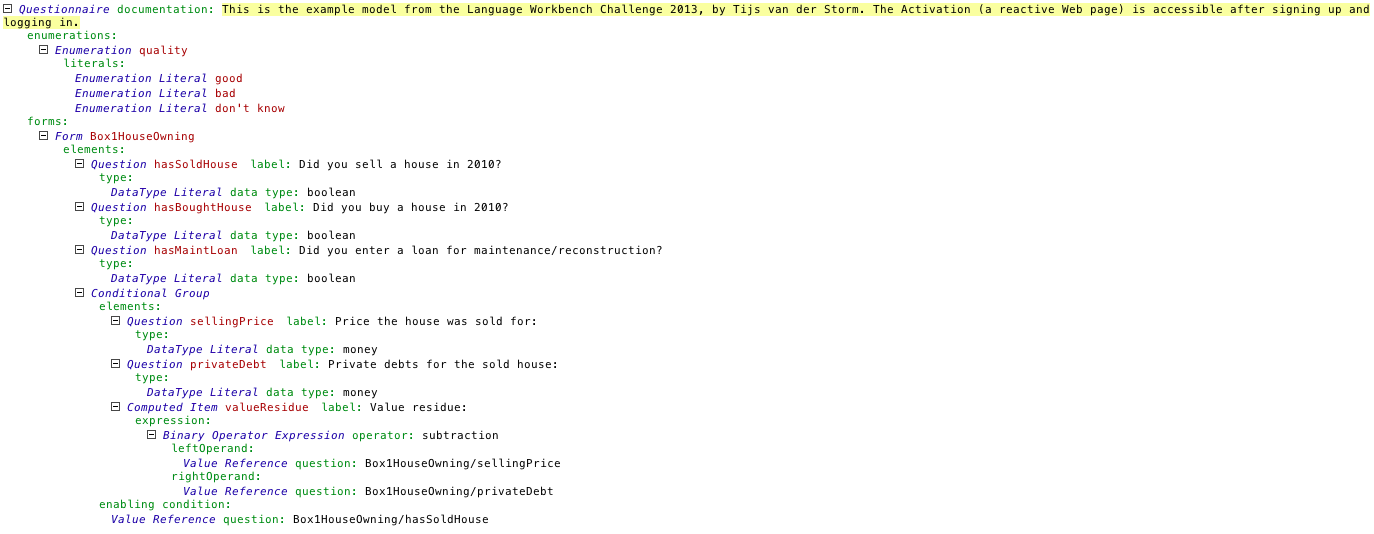 Questionnaire documentation: This is the example model from the Language Workbench Challenge 2013, by Tijs van der Storm. The Activation (a reactive Web page) is accessible after signing up and
logging in.
enumerations:
Enumeration quality
literals:
Enumeration Literal good
Enumeration Literal bad
Enumeration Literal don't know
forms:
Form Box1HouseOwning
elements:
Question hasSoldHouse label: Did you sell a house in 2010?
type:
DataType Literal data type: boolean
Question hasBoughtHouse label: Did you buy a house in 2010?
type:
DataType Literal data type: boolean
Question hasMaintLoan label: Did you enter a loan for maintenance/reconstruction?
type:
DataType Literal data type: boolean
Conditional Group
elements:
Question sellingPrice label: Price the house was sold for:
type:
DataType Literal data type: money
Question privateDebt label: Private debts for the sold house:
type:
DataType Literal data type: money
Computed Item valueResidue label: Value residue:
expression:
Binary Operator Expression operator: subtraction
leftOperand:
Value Reference question: Box1HouseOwning/sellingPrice
rightOperand:
Value Reference question: Box1HouseOwning/privateDebt
enabling condition:
Value Reference question: Box1HouseOwning/hasSoldHouse